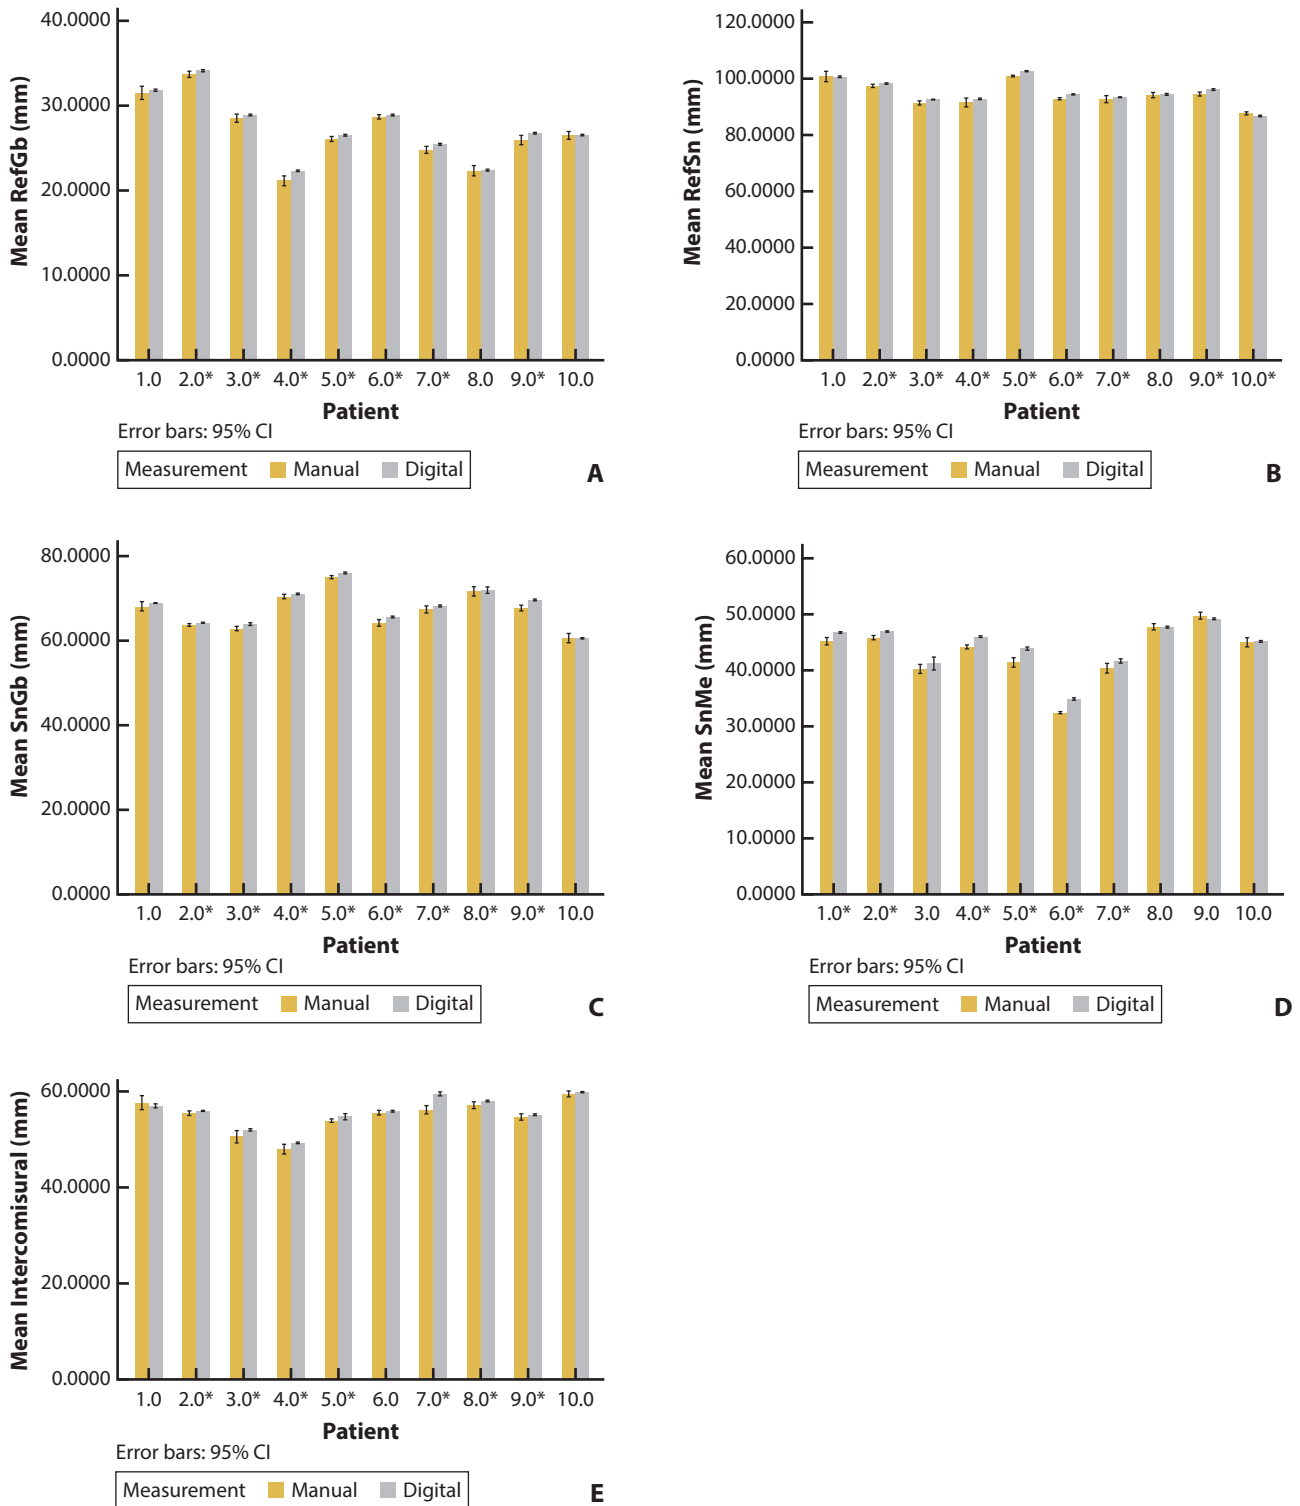 Mean RefGb (mm)
40.0000
30.0000
20.0000
10.0000
0.0000
1.0 2.0* 3.0* 4.0* 5.0* 6.0* 7.0* 8.0 9.0* 10.0
Patient
Error bars: 95% CI
Measurement Manual Digital
A
Mean RefSn (mm)
120.0000
100.0000
80.0000
60.0000
40.0000
20.0000
0.0000
1.0 2.0* 3.0* 4.0* 5.0* 6.0* 7.0* 8.0 9.0* 10.0*
Patient
Error bars: 95% CI
Measurement Manual Digital
B
Mean SnGb (mm)
80.0000
60.0000
40.0000
20.0000
0.0000
1.0 2.0* 3.0* 4.0* 5.0* 6.0* 7.0* 8.0* 9.0* 10.0
Patient
Error bars: 95% CI
Measurement Manual Digital
C
Mean SnMe (mm)
60.0000
50.0000
40.0000
30.0000
20.0000
10.0000
0.0000
1.0* 2.0* 3.0 4.0* 5.0* 6.0* 7.0* 8.0 9.0 10.0
Patient
Error bars: 95% CI
Measurement Manual Digital
D
Mean Intercomisural (mm)
60.0000
40.0000
20.0000
0.0000
1.0 2.0* 3.0* 4.0* 5.0* 6.0 7.0* 8.0* 9.0* 10.0
Patient
Error bars: 95% CI
Measurement Manual Digital
E